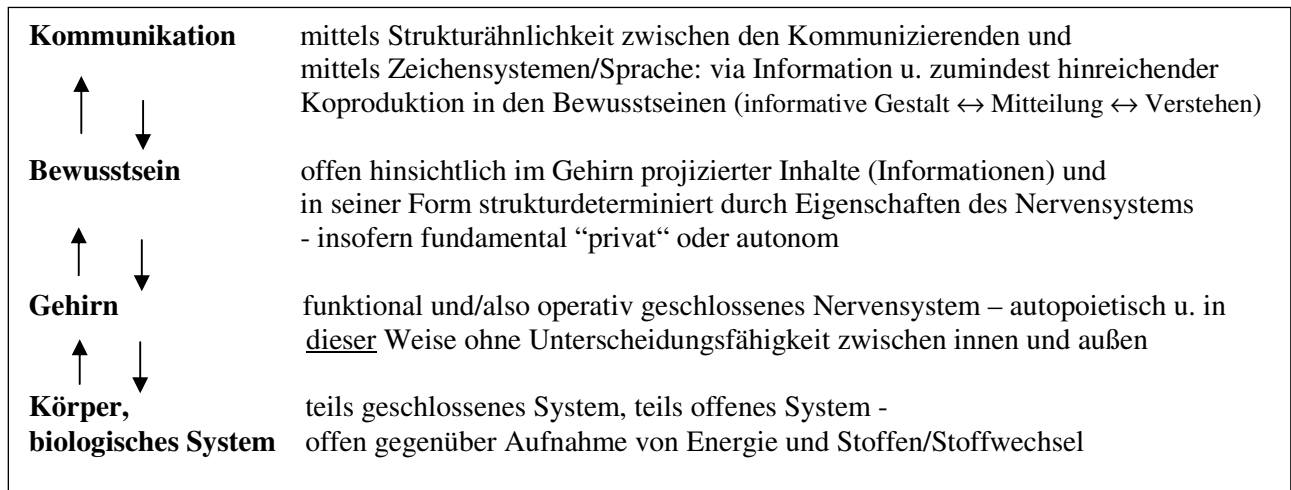 Kommunikation mittels Strukturähnlichkeit zwischen den Kommunizierenden und
mittels Zeichensystemen/Sprache: via Information u. zumindest hinreichender
Koproduktion in den Bewusstseinen (informative Gestalt ↔ Mitteilung ↔ Verstehen)
Bewusstsein offen hinsichtlich im Gehirn projizierter Inhalte (Informationen) und
in seiner Form strukturdeterminiert durch Eigenschaften des Nervensystems
- insofern fundamental “privat“ oder autonom
Gehirn funktional und/also operativ geschlossenes Nervensystem – autopoietisch u. in
dieser Weise ohne Unterscheidungsfähigkeit zwischen innen und außen
Körper, teils geschlossenes System, teils offenes System -
biologisches System offen gegenüber Aufnahme von Energie und Stoffen/Stoffwechsel